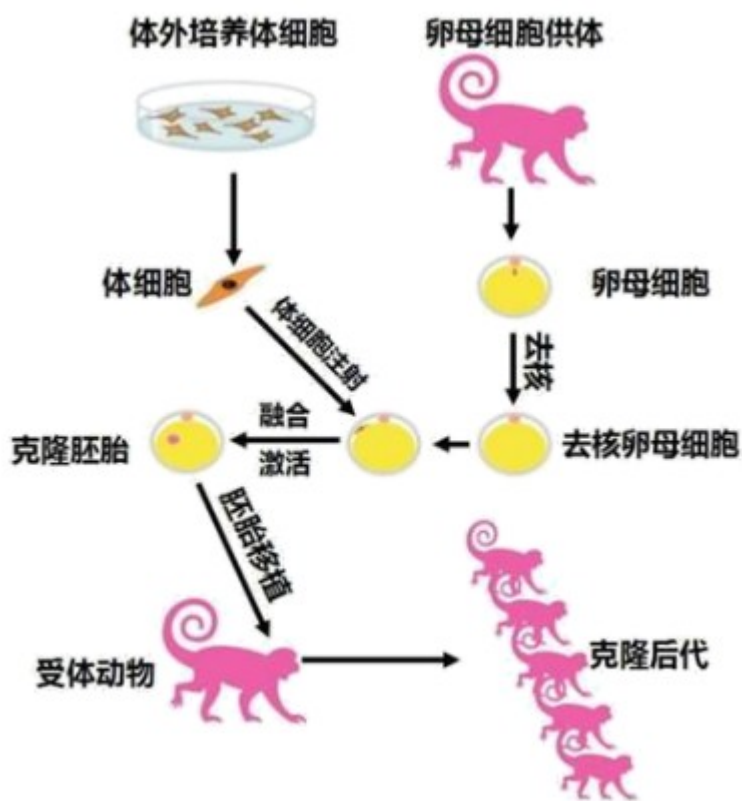 体外培养体细胞
卵母细胞供体
体细胞
卵母细胞
体细胞注射
去核
克隆胚胎
融合
激活
去核卵母细胞
胚胎移植
受体动物
克隆后代